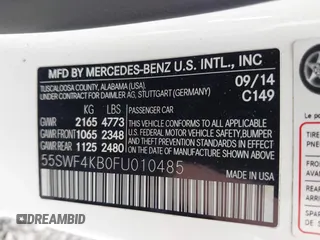 MFD BY MERCEDES-BENZ U.S. INTL., INC
TUSCALOOSA COUNTY, ALABAMA (USA)
UNDER CONTRACT FOR DAIMLER AG, STUTTGART (GERMANY)
09/14
C149
KG LBS
GVWR 2165 4773 PASSENGER CAR
GAWR FRONT 1065 2348
GAWR REAR 1125 2480
THIS VEHICLE CONFORMS TO ALL APPLICABLE
U.S. FEDERAL MOTOR VEHICLE SAFETY, BUMPER, AND
THEFT PREVENTION STANDARDS IN EFFECT ON THE
DATE OF MANUFACTURE SHOWN ABOVE.
55SWF4KB0FU010485
DREAMBID